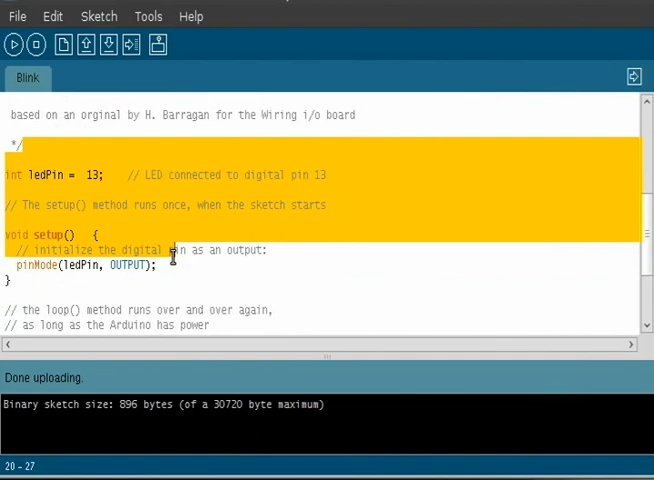 File Edit Sketch Tools Help
Blink
based on an orginal by H. Barragan for the Wiring i/o board
*/
int ledPin = 13; // LED connected to digital pin 13
// The setup() method runs once, when the sketch starts
void setup() {
// initialize the digital pin as an output:
pinMode(ledPin, OUTPUT);
}
// the loop() method runs over and over again,
// as long as the Arduino has power
Done uploading.
Binary sketch size: 896 bytes (of a 30720 byte maximum)
20 - 27